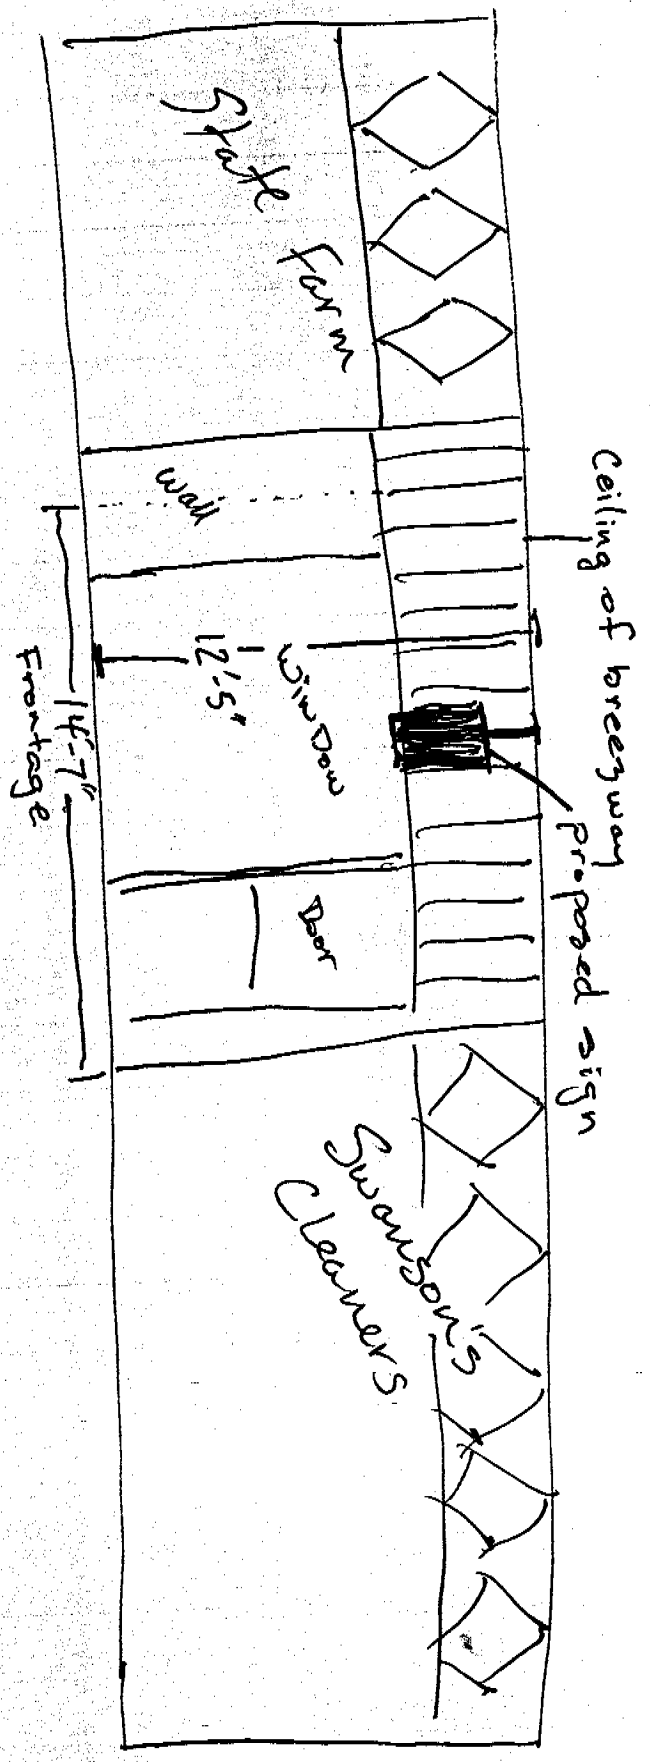 Ceiling of breezway
proposed sign
State
Farm
Wall
12'-5"
Window
Door
14'-7"
Frontage
Swanson's
Cleaners